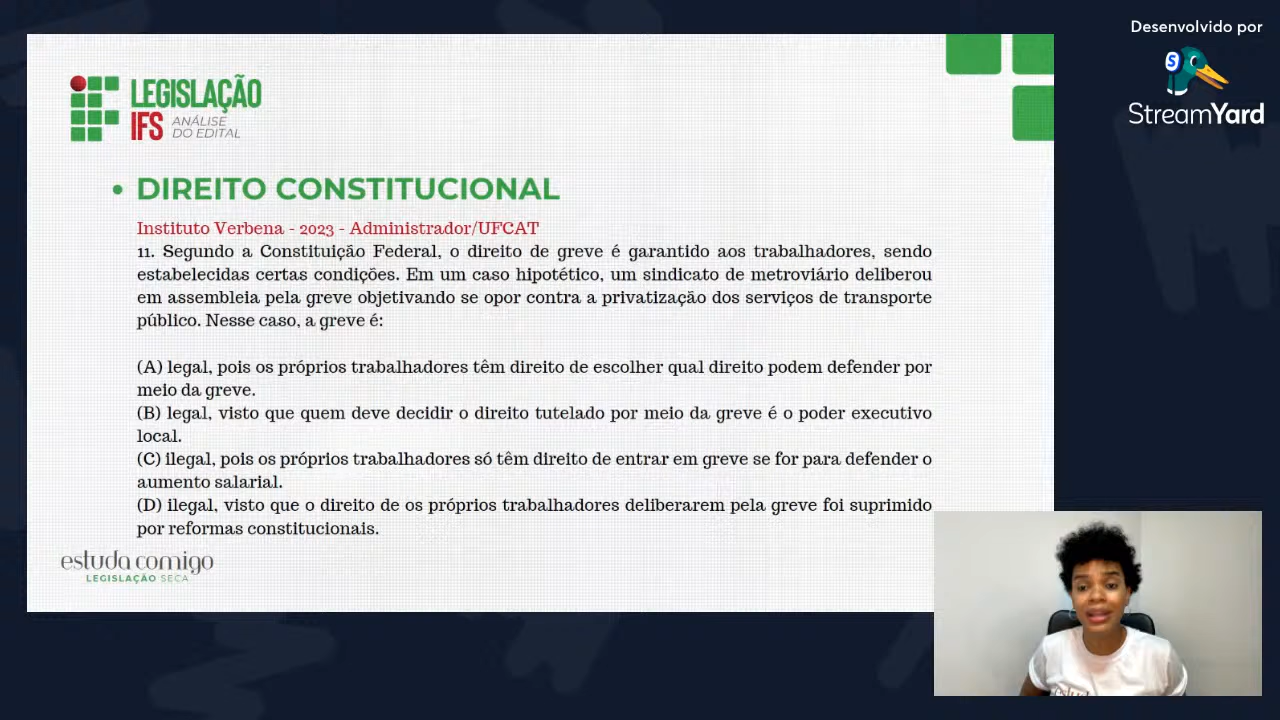 Desenvolvido por
StreamYard
LEGISLAÇÃO
IFS ANÁLISE
DO EDITAL
• DIREITO CONSTITUCIONAL
Instituto Verbena - 2023 - Administrador/UFCAT
11. Segundo a Constituição Federal, o direito de greve é garantido aos trabalhadores, sendo
estabelecidas certas condições. Em um caso hipotético, um sindicato de metroviário deliberou
em assembleia pela greve objetivando se opor contra a privatização dos serviços de transporte
público. Nesse caso, a greve é:
(A) legal, pois os próprios trabalhadores têm direito de escolher qual direito podem defender por
meio da greve.
(B) legal, visto que quem deve decidir o direito tutelado por meio da greve é o poder executivo
local.
(C) ilegal, pois os próprios trabalhadores só têm direito de entrar em greve se for para defender o
aumento salarial.
(D) ilegal, visto que o direito de os próprios trabalhadores deliberarem pela greve foi suprimido
por reformas constitucionais.
estuda comigo
LEGISLAÇÃO SECA